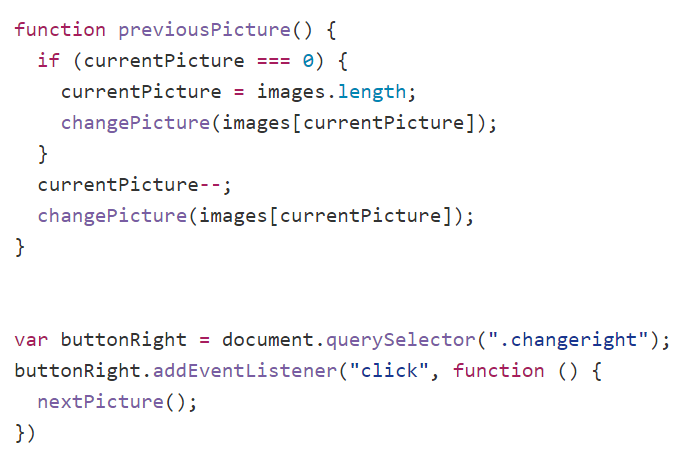 function previousPicture() {
  if (currentPicture === 0) {
    currentPicture = images.length;
    changePicture(images[currentPicture]);
  }
  currentPicture--;
  changePicture(images[currentPicture]);
}
var buttonRight = document.querySelector(".changeright");
buttonRight.addEventListener("click", function () {
  nextPicture();
})